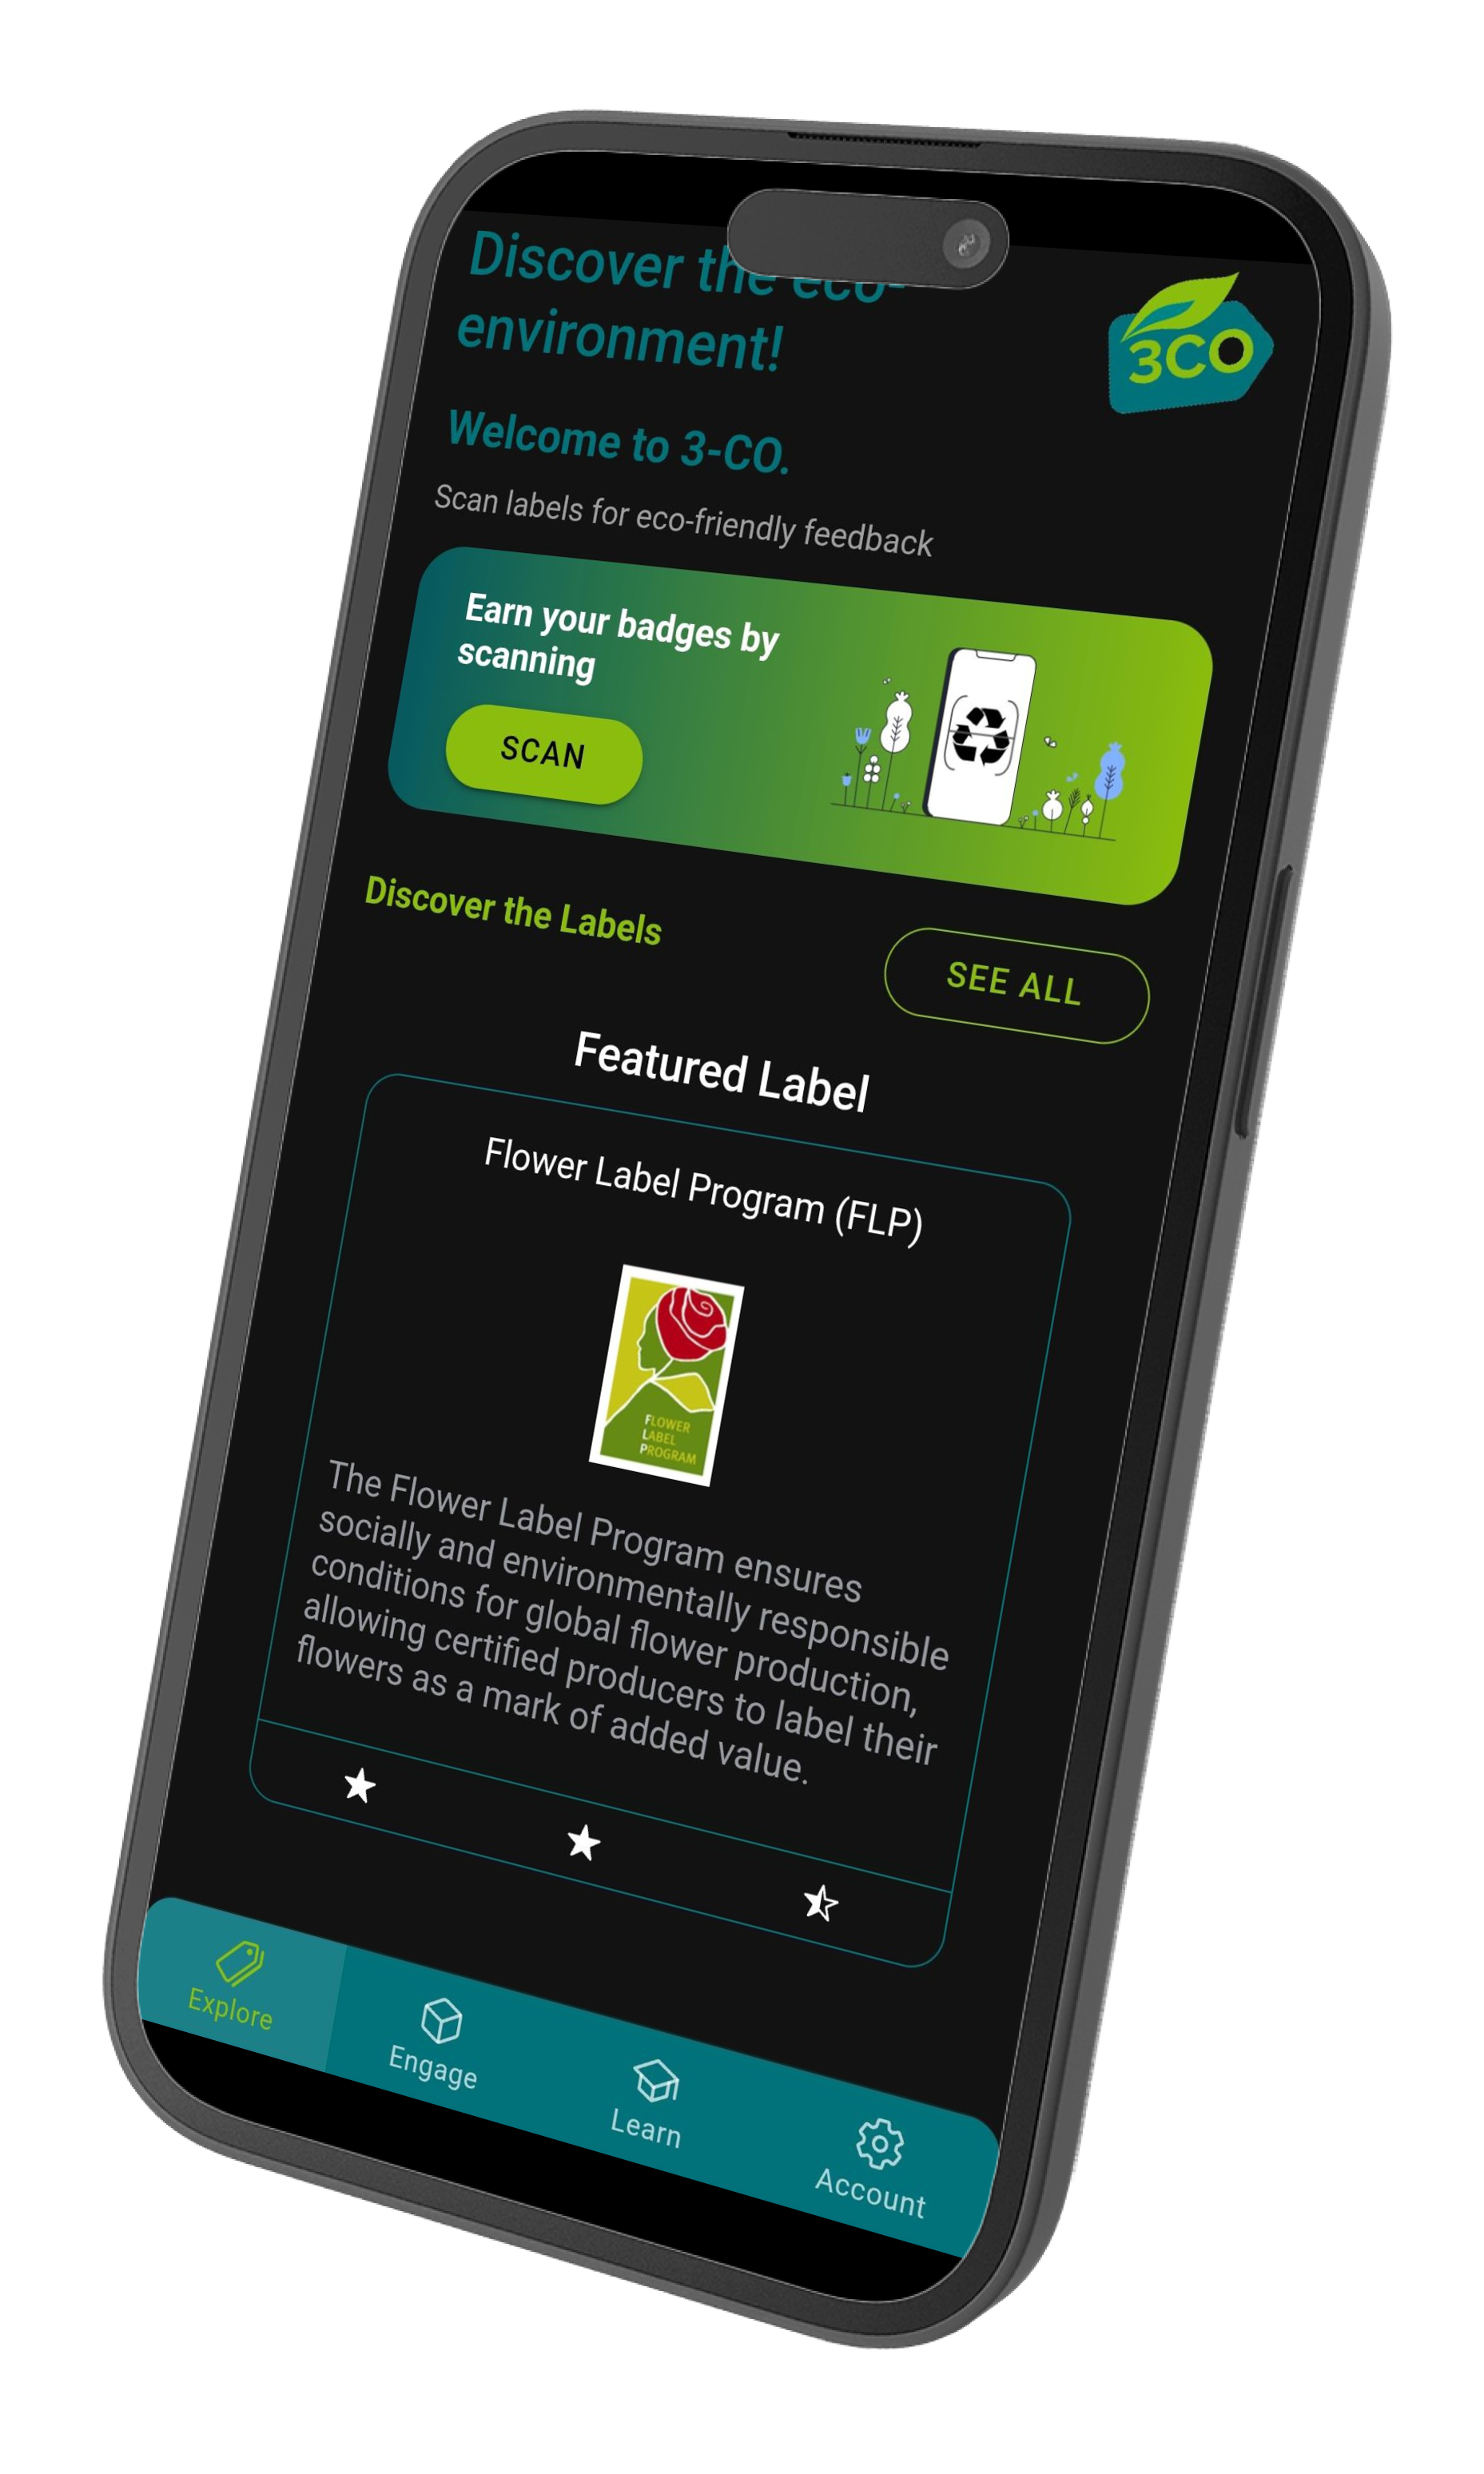 Discover the eco-
environment!
3CO
Welcome to 3-CO.
Scan labels for eco-friendly feedback
Earn your badges by
scanning
SCAN
Discover the Labels
SEE ALL
Featured Label
Flower Label Program (FLP)
FLOWER
LABEL
PROGRAM
The Flower Label Program ensures
socially and environmentally responsible
conditions for global flower production,
allowing certified producers to label their
flowers as a mark of added value.
Explore
Engage
Learn
Account